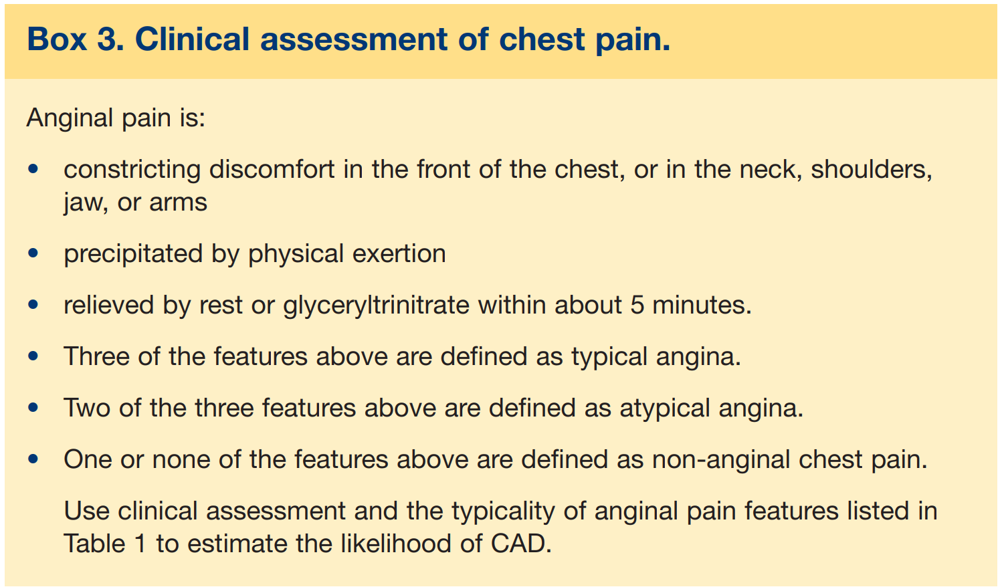 Box 3. Clinical assessment of chest pain.
Anginal pain is:
• constricting discomfort in the front of the chest, or in the neck, shoulders,
jaw, or arms
• precipitated by physical exertion
• relieved by rest or glyceryltrinitrate within about 5 minutes.
• Three of the features above are defined as typical angina.
• Two of the three features above are defined as atypical angina.
• One or none of the features above are defined as non-anginal chest pain.
Use clinical assessment and the typicality of anginal pain features listed in
Table 1 to estimate the likelihood of CAD.